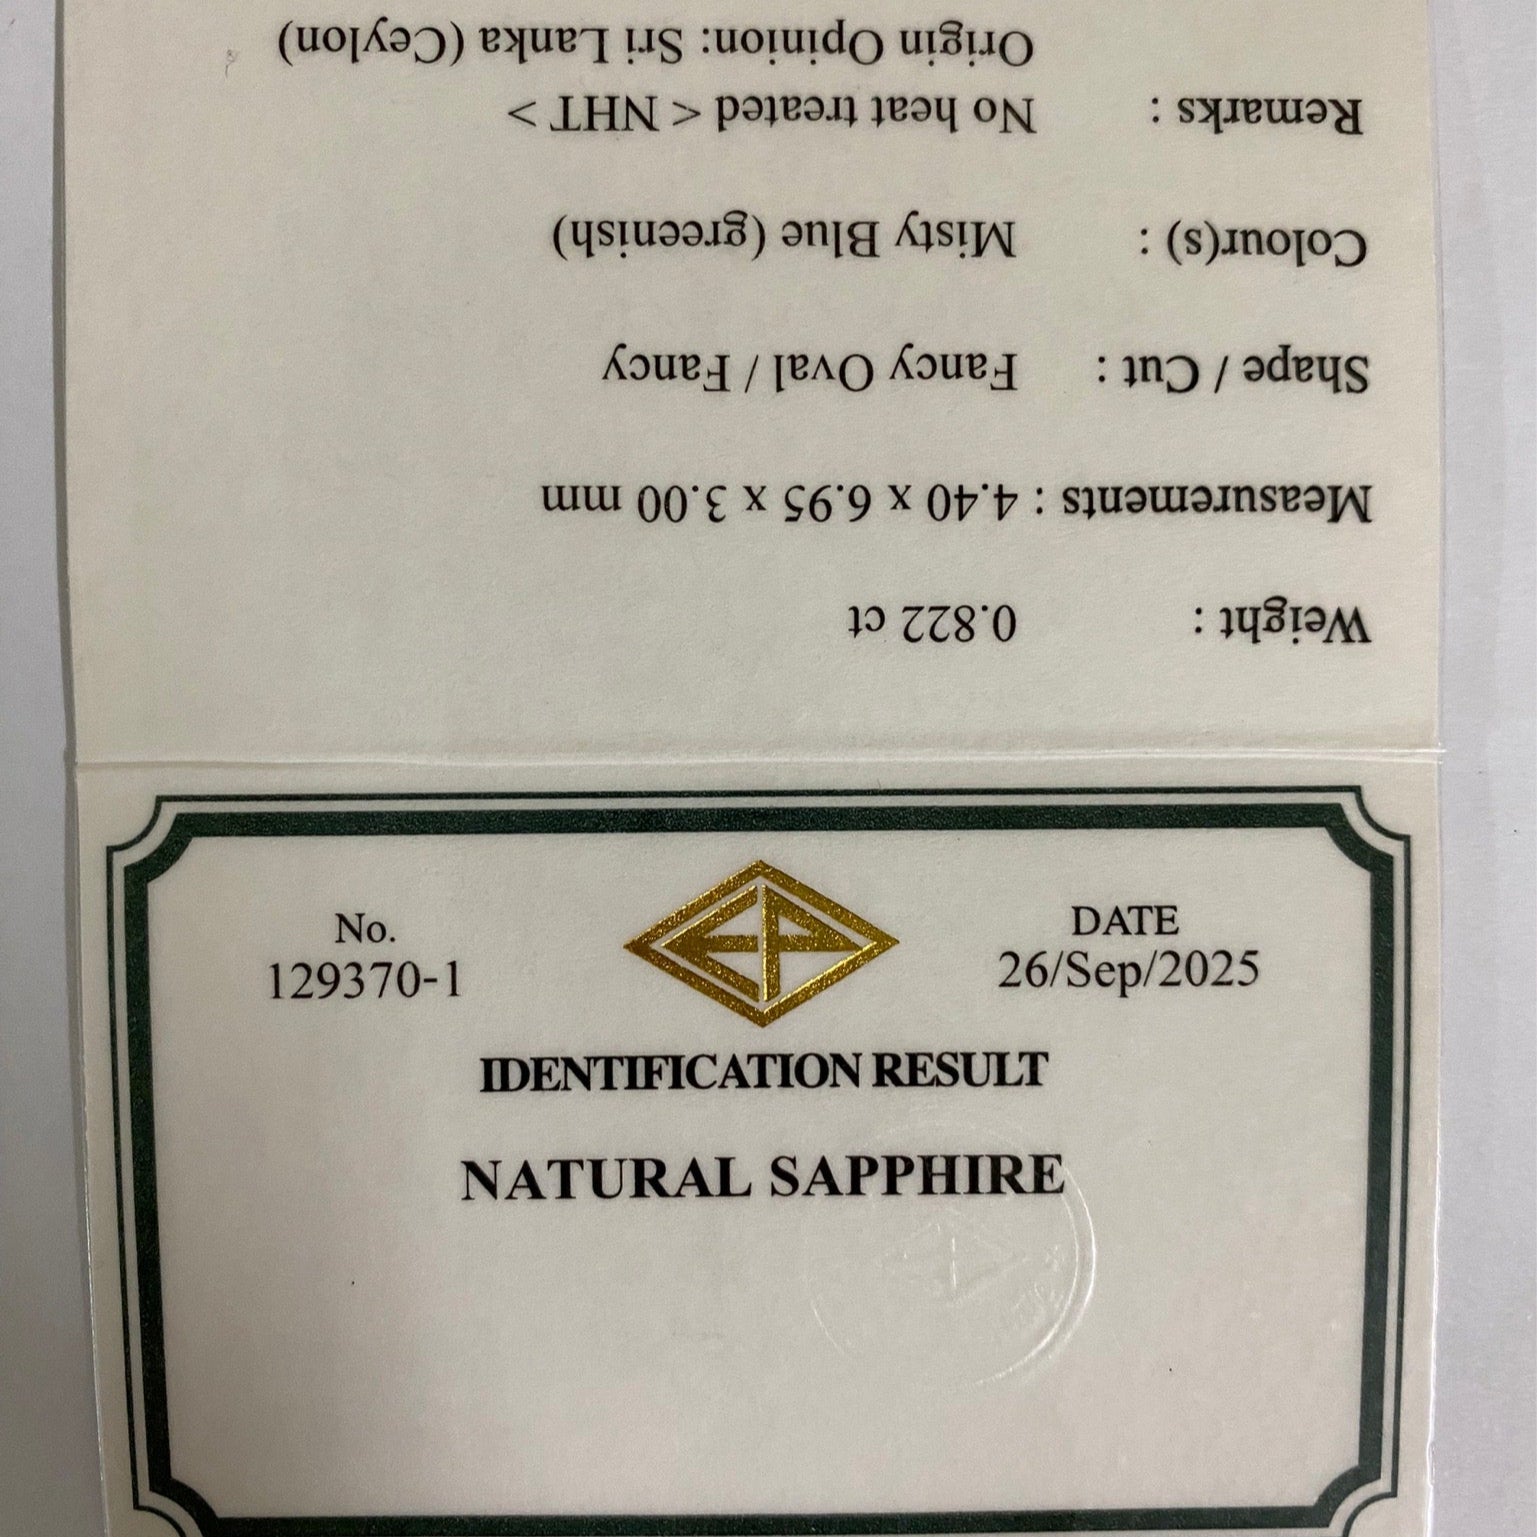 No. 129370-1
EP
DATE 26/Sep/2025
IDENTIFICATION RESULT
NATURAL SAPPHIRE
Weight : 0.822 ct
Measurements : 4.40 x 6.95 x 3.00 mm
Shape / Cut : Fancy Oval / Fancy
Colour(s) : Misty Blue (greenish)
Remarks : No heat treated < NHT >
Origin Opinion: Sri Lanka (Ceylon)